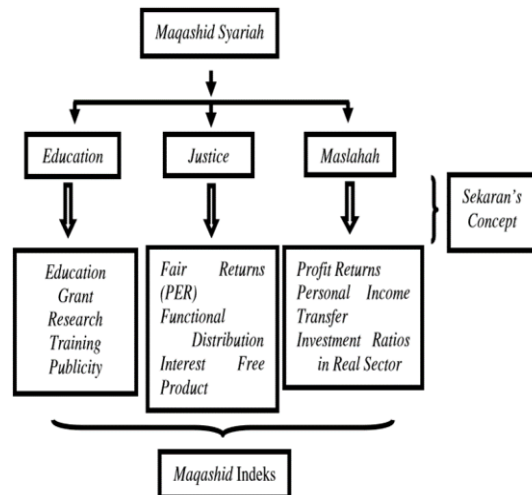 Maqashid Syariah
Education
Justice
Maslahah
Sekaran's
Concept
Education
Grant
Research
Training
Publicity
Fair Returns
(PER)
Functional
Distribution
Interest Free
Product
Profit Returns
Personal Income
Transfer
Investment Ratios
in Real Sector
Maqashid Indeks